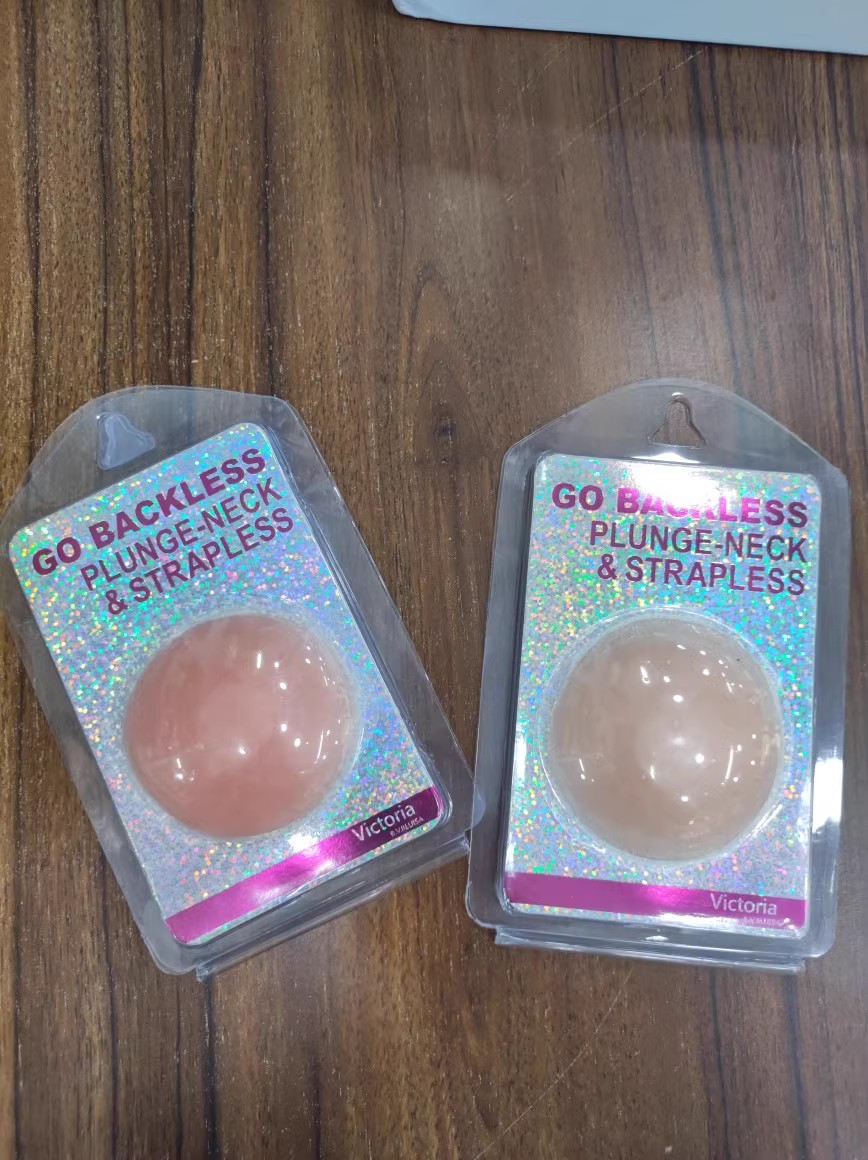 GO BACKLESS
PLUNGE-NECK
& STRAPLESS
Victoria
GO BACKLESS
PLUNGE-NECK
& STRAPLESS
Victoria